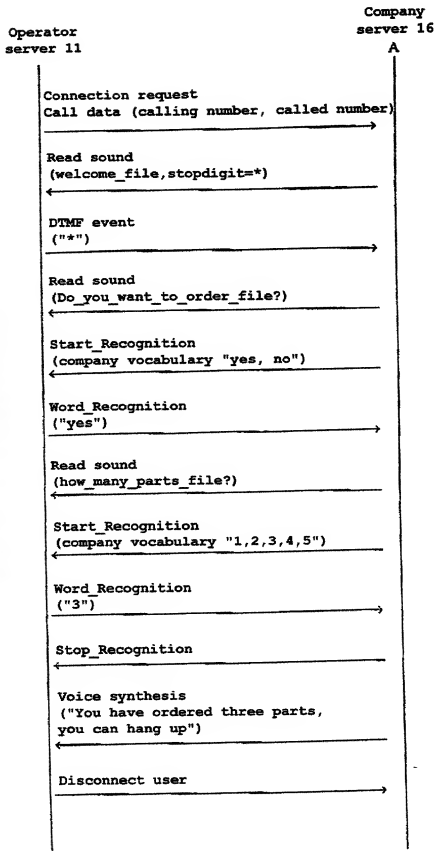 Company
server 16
A
Operator
server 11
Connection request
Call data (calling number, called number)
Read sound
(welcome_file,stopdigit=*)
DTMF event
("*")
Read sound
(Do_you_want_to_order_file?)
Start_Recognition
(company vocabulary "yes, no")
Word_Recognition
("yes")
Read sound
(how_many_parts_file?)
Start_Recognition
(company vocabulary "1,2,3,4,5")
Word_Recognition
("3")
Stop_Recognition
Voice synthesis
("You have ordered three parts,
you can hang up")
Disconnect user